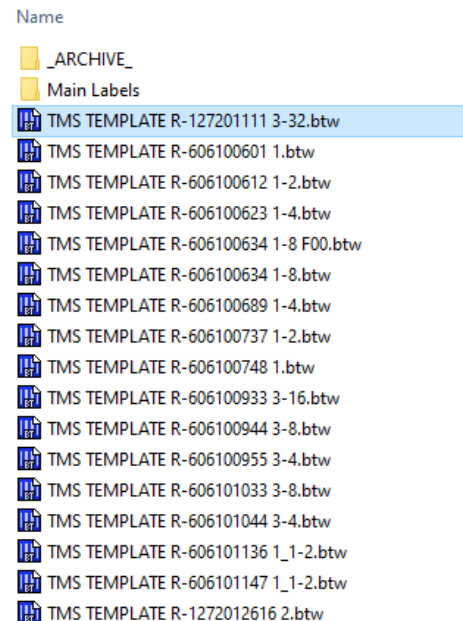 Name
_ARCHIVE_
Main Labels
TMS TEMPLATE R-127201111 3-32.btw
TMS TEMPLATE R-606100601 1.btw
TMS TEMPLATE R-606100612 1-2.btw
TMS TEMPLATE R-606100623 1-4.btw
TMS TEMPLATE R-606100634 1-8 F00.btw
TMS TEMPLATE R-606100634 1-8.btw
TMS TEMPLATE R-606100689 1-4.btw
TMS TEMPLATE R-606100737 1-2.btw
TMS TEMPLATE R-606100748 1.btw
TMS TEMPLATE R-606100933 3-16.btw
TMS TEMPLATE R-606100944 3-8.btw
TMS TEMPLATE R-606100955 3-4.btw
TMS TEMPLATE R-606101033 3-8.btw
TMS TEMPLATE R-606101044 3-4.btw
TMS TEMPLATE R-606101136 1_1-2.btw
TMS TEMPLATE R-606101147 1_1-2.btw
TMS TEMPLATE R-1272012616 2.btw